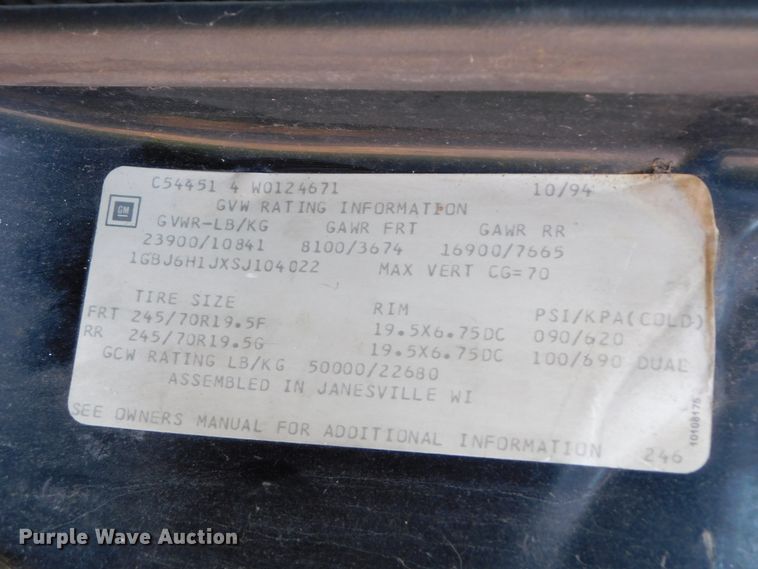 C54451 4 W0124671 10/94
GM
GVW RATING INFORMATION
GVWR-LB/KG GAWR FRT GAWR RR
23900/10841 8100/3674 16900/7665
1GBJ6H1JXSJ104022 MAX VERT CG=70
TIRE SIZE RIM PSI/KPA(COLD)
FRT 245/70R19.5F 19.5X6.75DC 090/620
RR 245/70R19.5G 19.5X6.75DC 100/690 DUAL
GCW RATING LB/KG 50000/22680
ASSEMBLED IN JANESVILLE WI
SEE OWNERS MANUAL FOR ADDITIONAL INFORMATION 246
10108175
Purple Wave Auction